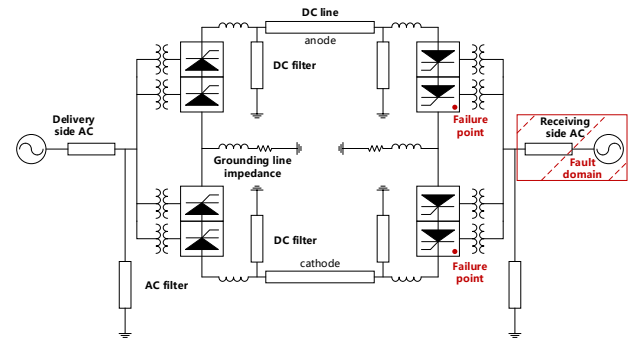 DC line
anode
DC filter
Delivery
side AC
Failure
point
Receiving
side AC
Fault
domain
Grounding line
impedance
DC filter
cathode
AC filter
Failure
point